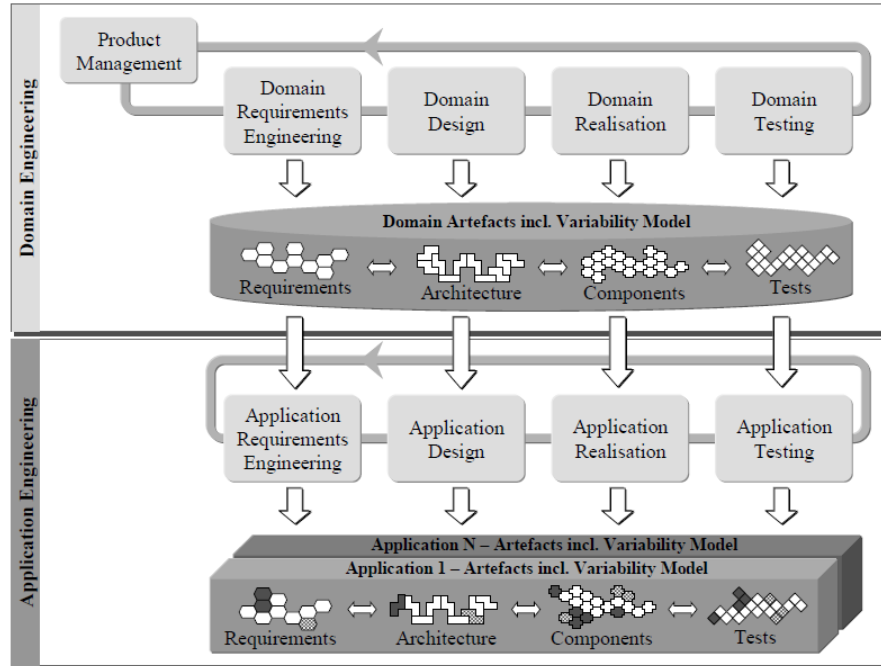 Domain Engineering
Product
Management
Domain
Requirements
Engineering
Domain
Design
Domain
Realisation
Domain
Testing
Domain Artefacts incl. Variability Model
Requirements
Architecture
Components
Tests
Application Engineering
Application
Requirements
Engineering
Application
Design
Application
Realisation
Application
Testing
Application N – Artefacts incl. Variability Model
Application 1 – Artefacts incl. Variability Model
Requirements
Architecture
Components
Tests